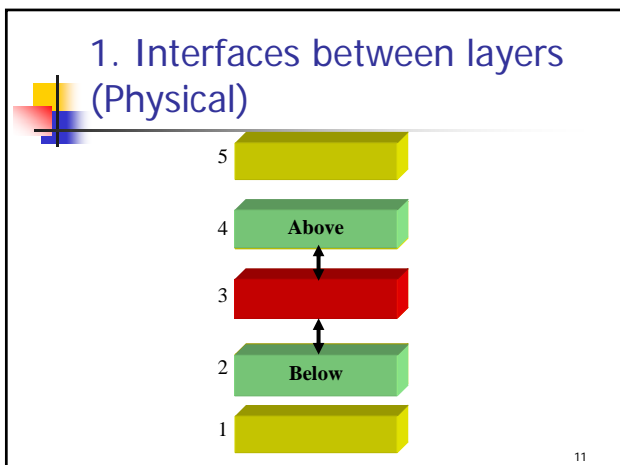 1. Interfaces between layers
(Physical)
5
4 Above
3
2 Below
1
11